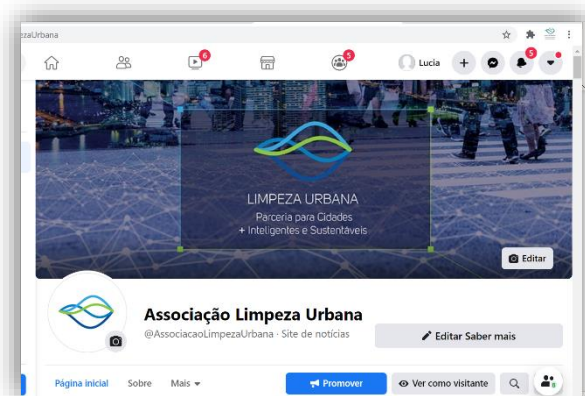 ezaUrbana
6
5
Lucia
5
LIMPEZA URBANA
Parceria para Cidades
+ Inteligentes e Sustentáveis
Editar
Associação Limpeza Urbana
@AssociacaoLimpezaUrbana · Site de notícias
Editar Saber mais
Página inicial
Sobre
Mais
Promover
Ver como visitante